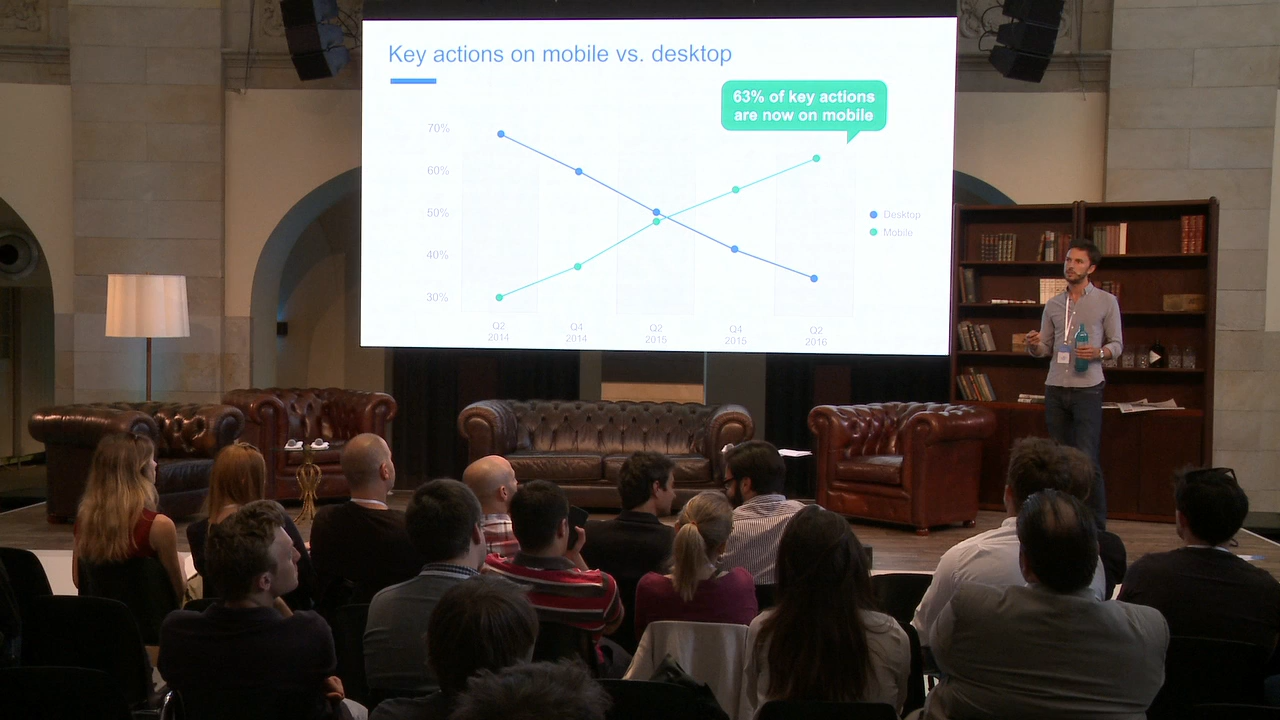 Key actions on mobile vs. desktop
63% of key actions
are now on mobile
70%
60%
50%
40%
30%
Desktop
Mobile
Q2
2014
Q4
2014
Q2
2015
Q4
2015
Q2
2016